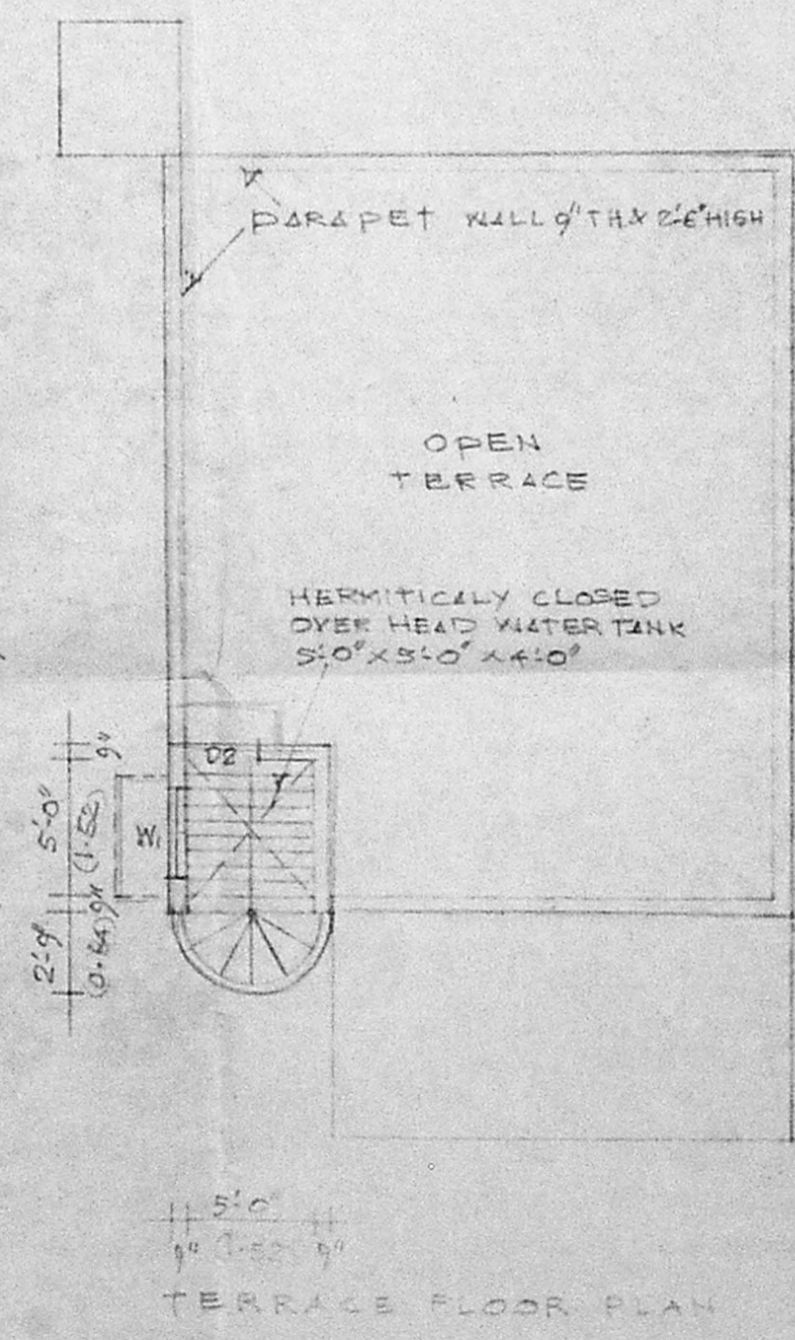 PARAPET WALL 9" TH. & 2'-6" HIGH
OPEN
TERRACE
HERMITICALY CLOSED
OVER HEAD WATER TANK
5'-0" X 5'-0" X 4'-0"
D2
9"
5'-0"
(1.52)
W1
9"
2'-9"
(0.84)
5'-0"
9" (1.52) 9"
TERRACE FLOOR PLAN